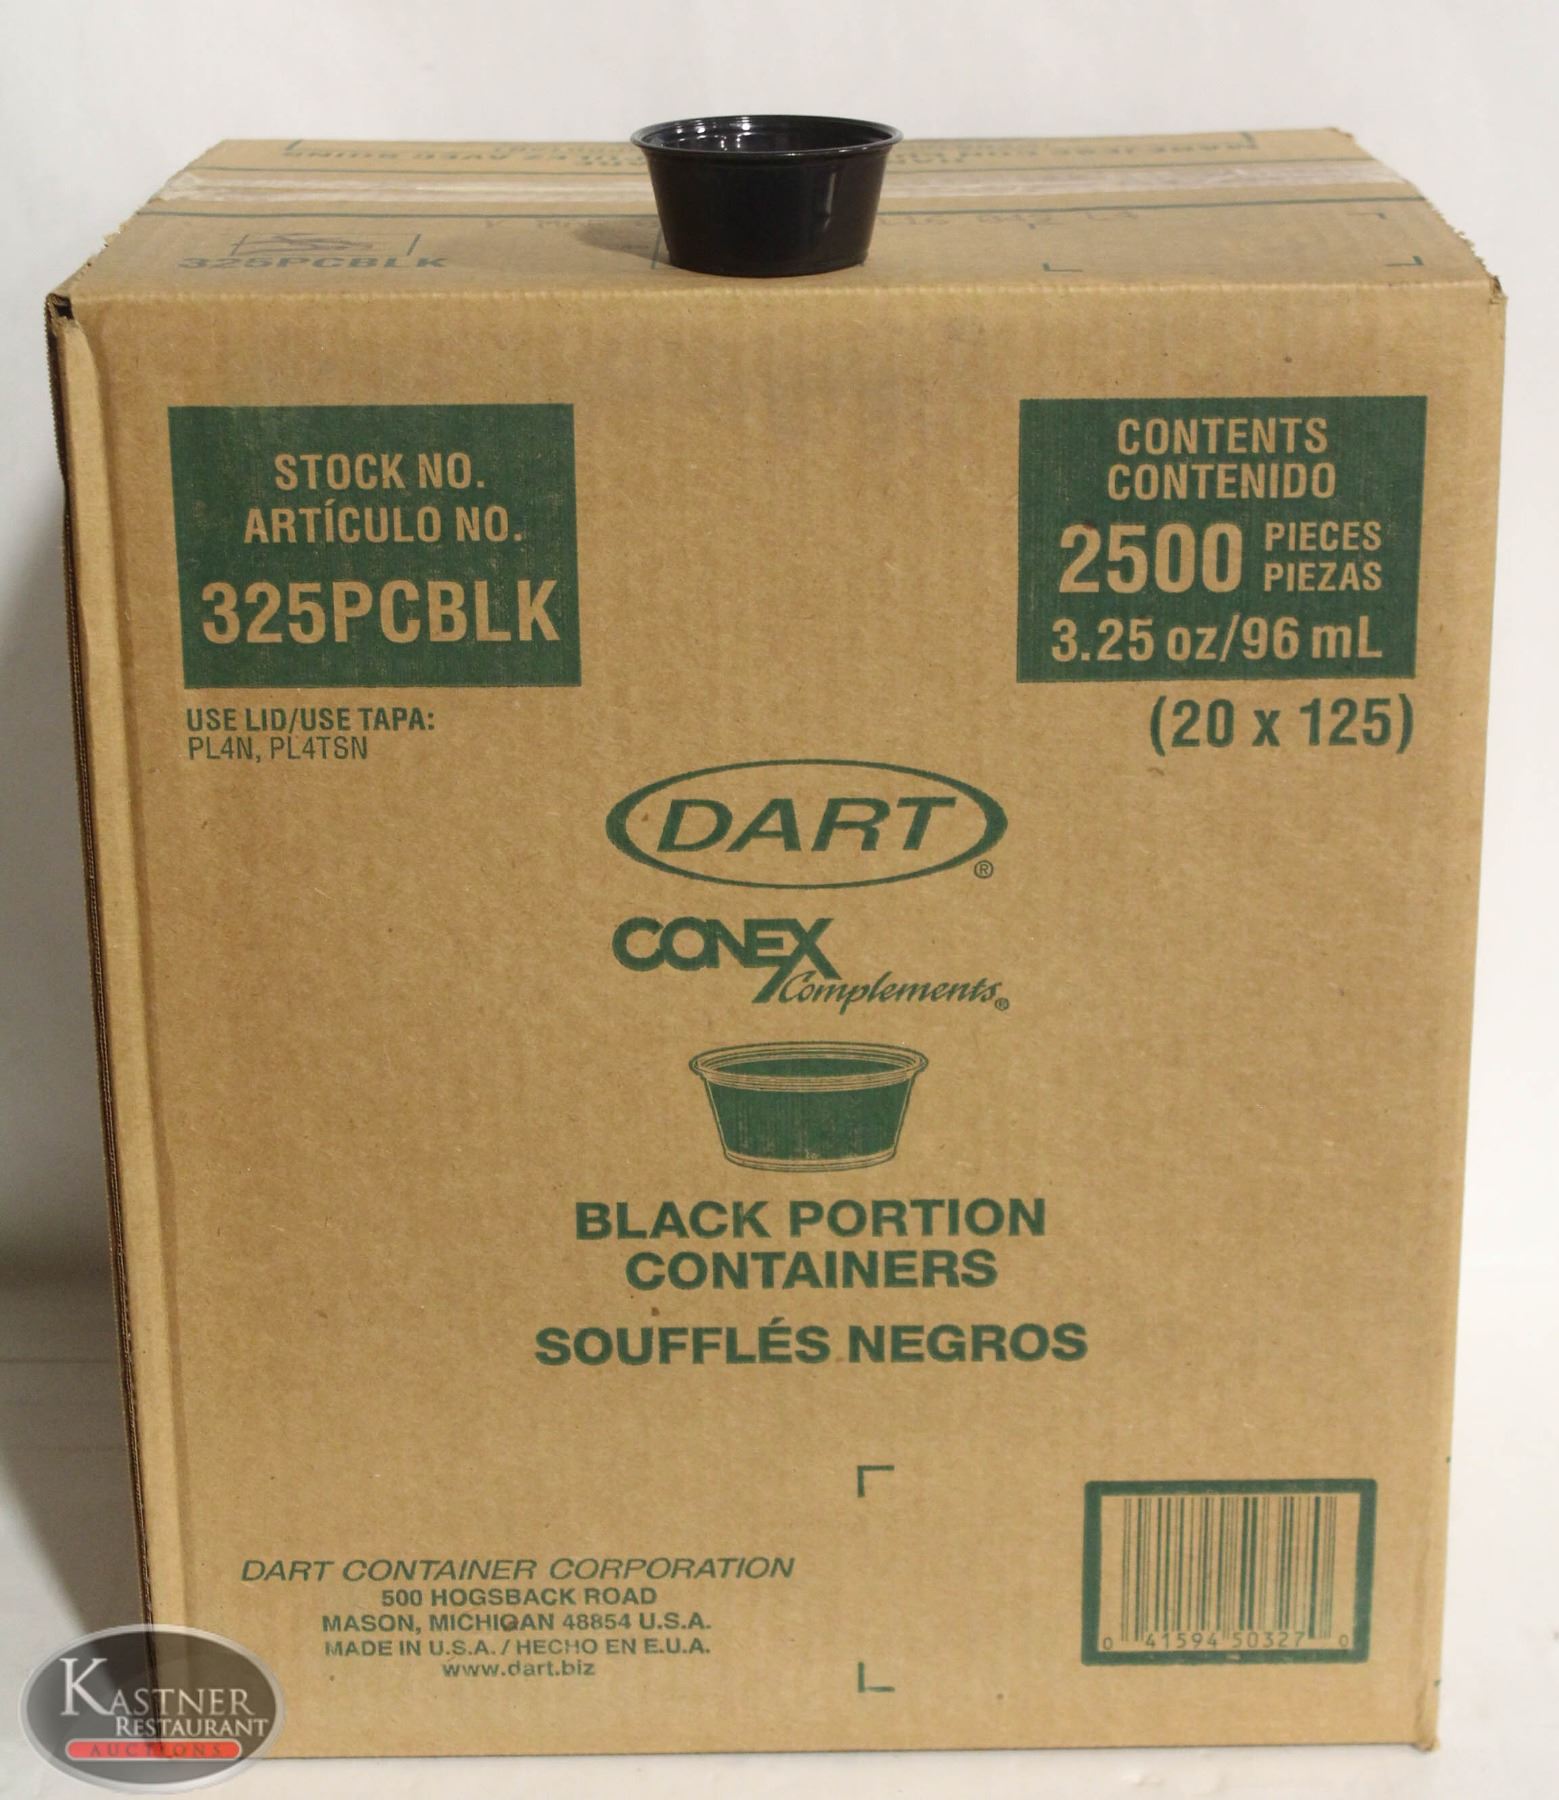 325PCBLK
STOCK NO.
ARTÍCULO NO.
325PCBLK
USE LID/USE TAPA:
PL4N, PL4TSN
CONTENTS
CONTENIDO
2500 PIECES
PIEZAS
3.25 oz/96 mL
(20 x 125)
DART®
CONEX
Complements®
BLACK PORTION
CONTAINERS
SOUFFLÉS NEGROS
DART CONTAINER CORPORATION
500 HOGSBACK ROAD
MASON, MICHIGAN 48854 U.S.A.
MADE IN U.S.A. / HECHO EN E.U.A.
www.dart.biz
0 41594 50327 0
KASTNER
RESTAURANT
AUCTIONS